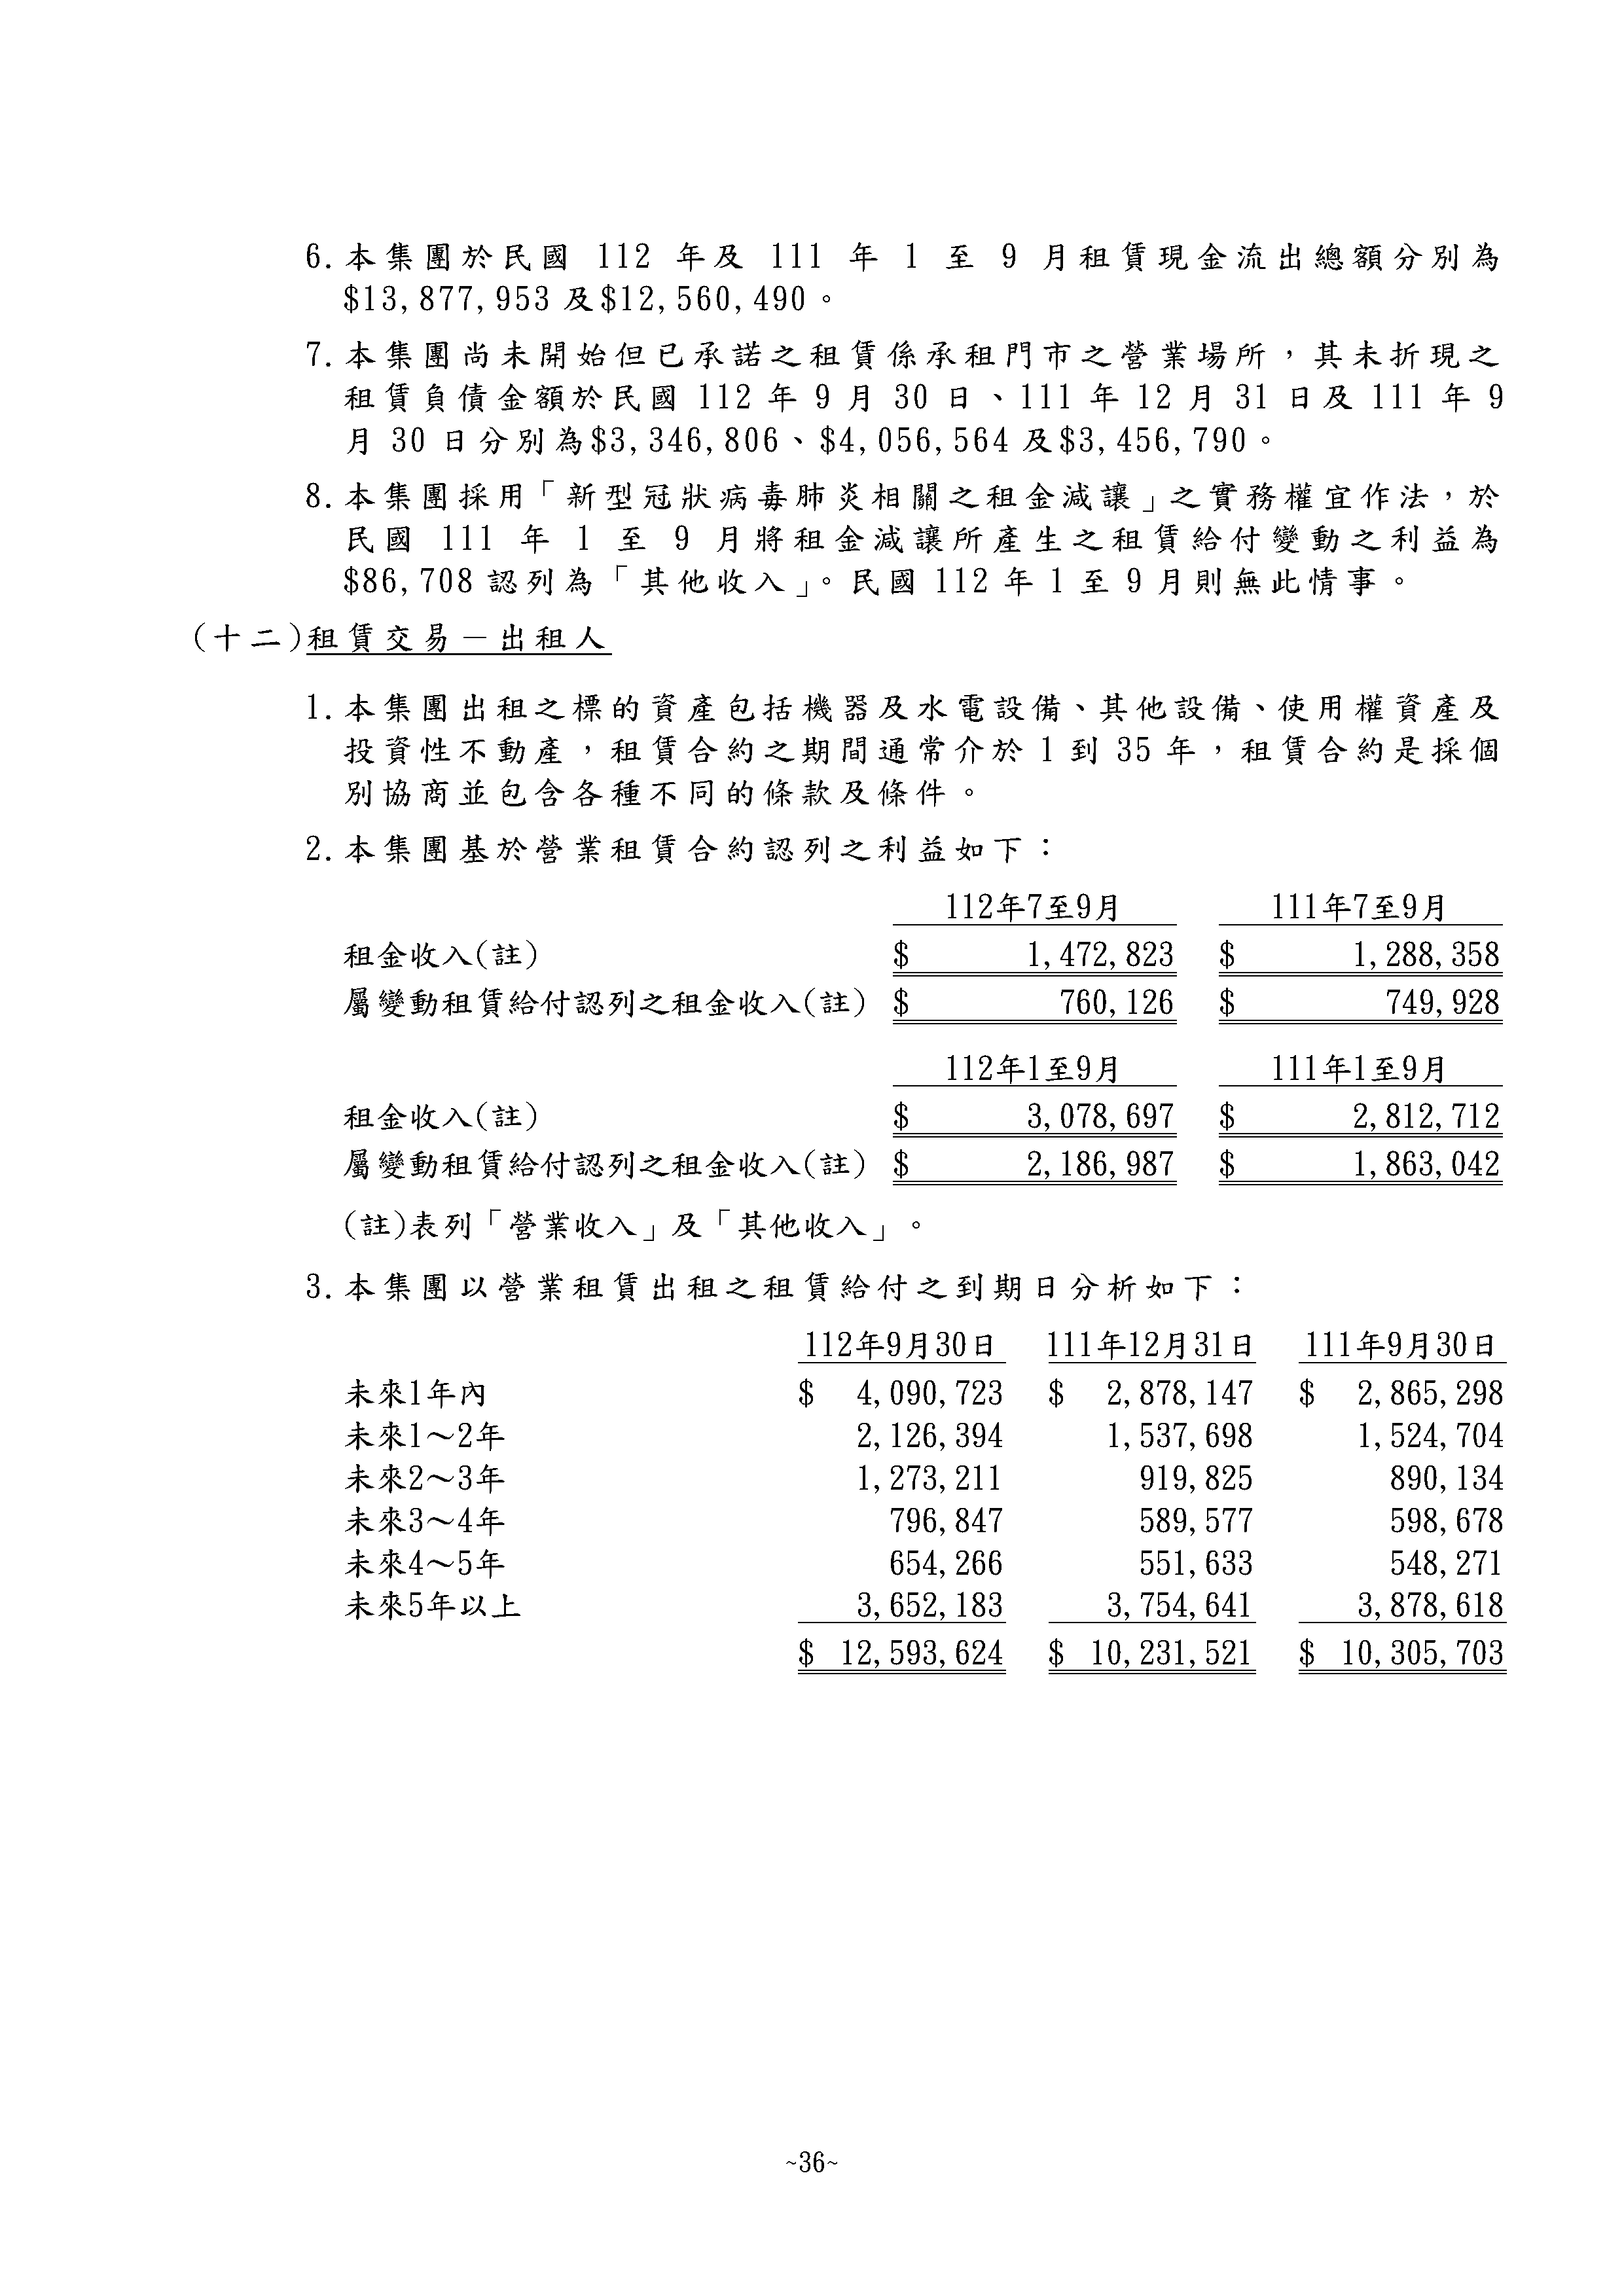 6.本集團於民國 112 年及 111 年 1 至 9 月租賃現金流出總額分別為
$13,877,953 及$12,560,490。
7.本集團尚未開始但已承諾之租賃係承租門市之營業場所，其未折現之
租賃負債金額於民國 112 年 9 月 30 日、111 年 12 月 31 日及 111 年 9
月 30 日分別為$3,346,806、$4,056,564 及$3,456,790。
8.本集團採用「新型冠狀病毒肺炎相關之租金減讓」之實務權宜作法，於
民國 111 年 1 至 9 月將租金減讓所產生之租賃給付變動之利益為
$86,708 認列為「其他收入」。民國 112 年 1 至 9 月則無此情事。
(十二)租賃交易－出租人
1.本集團出租之標的資產包括機器及水電設備、其他設備、使用權資產及
投資性不動產，租賃合約之期間通常介於 1 到 35 年，租賃合約是採個
別協商並包含各種不同的條款及條件。
2.本集團基於營業租賃合約認列之利益如下：
112年7至9月 111年7至9月
租金收入(註) $ 1,472,823 $ 1,288,358
屬變動租賃給付認列之租金收入(註) $ 760,126 $ 749,928
112年1至9月 111年1至9月
租金收入(註) $ 3,078,697 $ 2,812,712
屬變動租賃給付認列之租金收入(註) $ 2,186,987 $ 1,863,042
(註)表列「營業收入」及「其他收入」。
3.本集團以營業租賃出租之租賃給付之到期日分析如下：
112年9月30日 111年12月31日 111年9月30日
未來1年內 $ 4,090,723 $ 2,878,147 $ 2,865,298
未來1～2年 2,126,394 1,537,698 1,524,704
未來2～3年 1,273,211 919,825 890,134
未來3～4年 796,847 589,577 598,678
未來4～5年 654,266 551,633 548,271
未來5年以上 3,652,183 3,754,641 3,878,618
$ 12,593,624 $ 10,231,521 $ 10,305,703
~36~